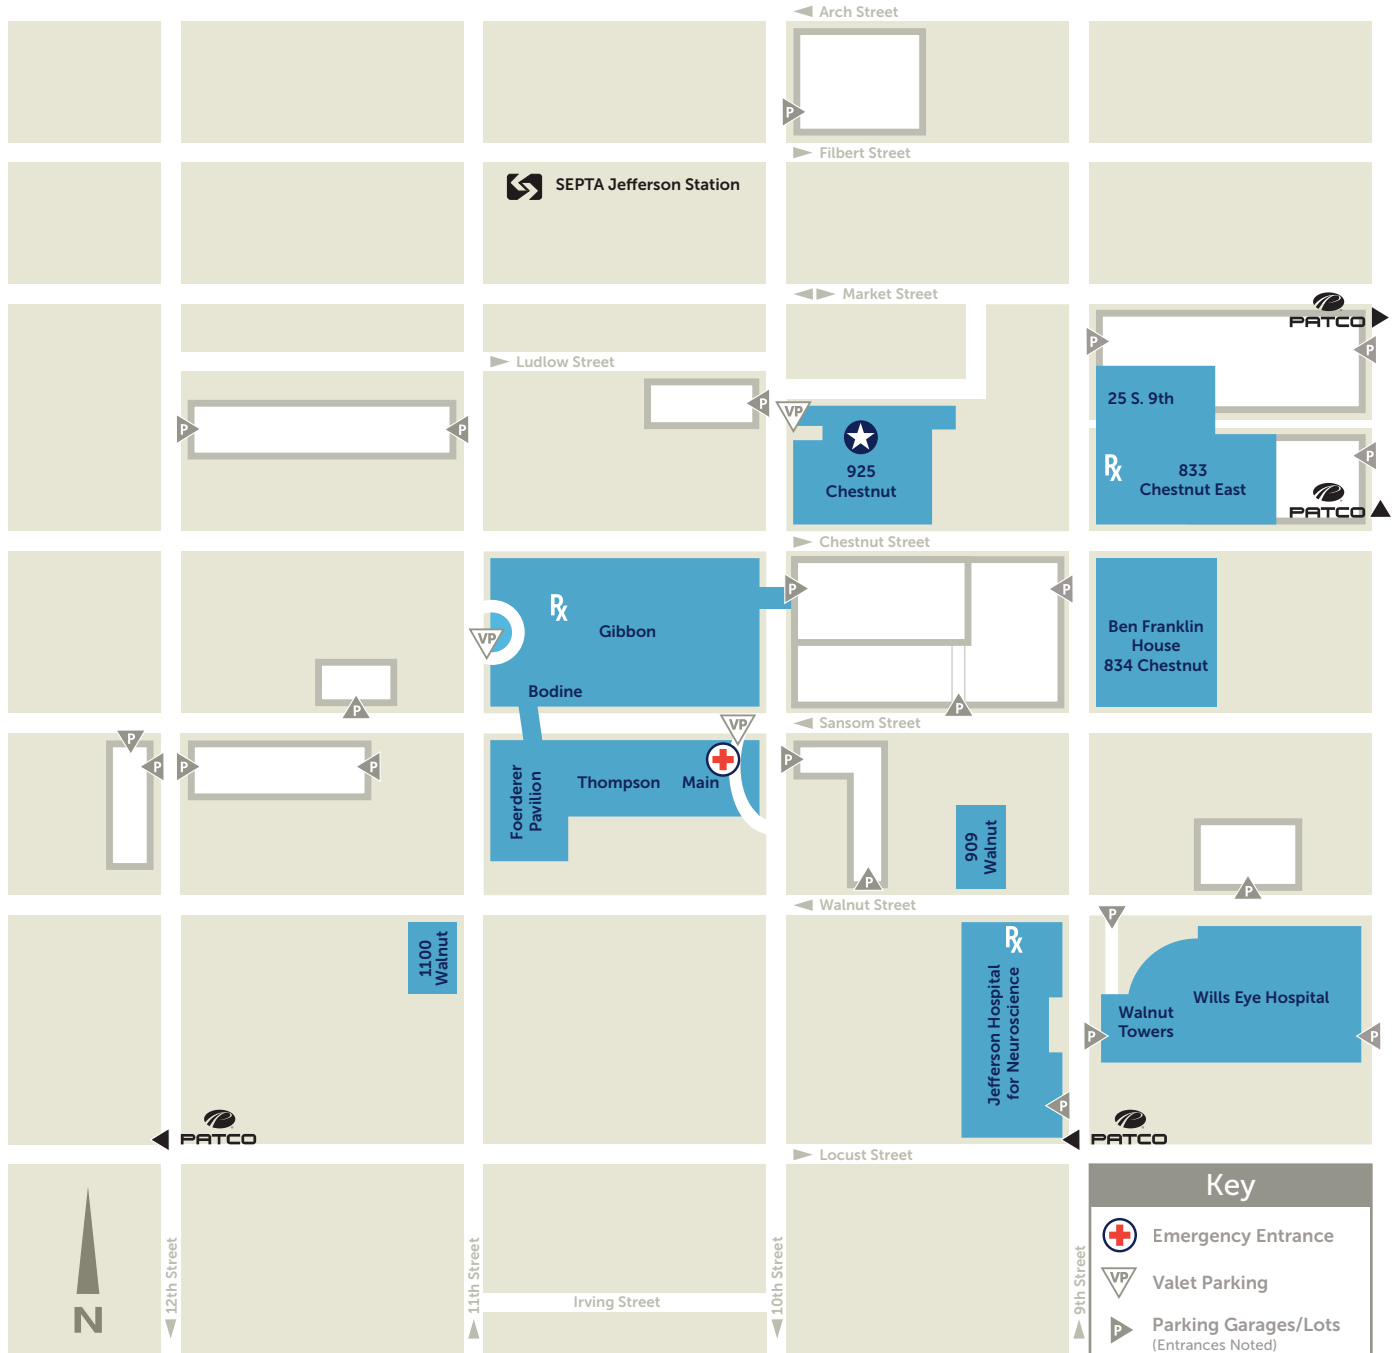 Arch Street
P
Filbert Street
SEPTA Jefferson Station
Market Street
PATCO
P
P
Ludlow Street
25 S. 9th
P
VP
P
P
925
Chestnut
Rx
833
Chestnut East
P
PATCO
Chestnut Street
P
P
Rx
Gibbon
VP
Ben Franklin
House
834 Chestnut
Bodine
P
P
Sansom Street
VP
P
P
P
P
P
Foerderer
Pavilion
Thompson
Main
909
Walnut
P
P
Walnut Street
P
1100
Walnut
Rx
Jefferson Hospital
for Neuroscience
Wills Eye Hospital
Walnut
Towers
P
P
P
PATCO
PATCO
Locust Street
Key
Emergency Entrance
VP
Valet Parking
P
Parking Garages/Lots
(Entrances Noted)
N
12th Street
11th Street
Irving Street
10th Street
9th Street